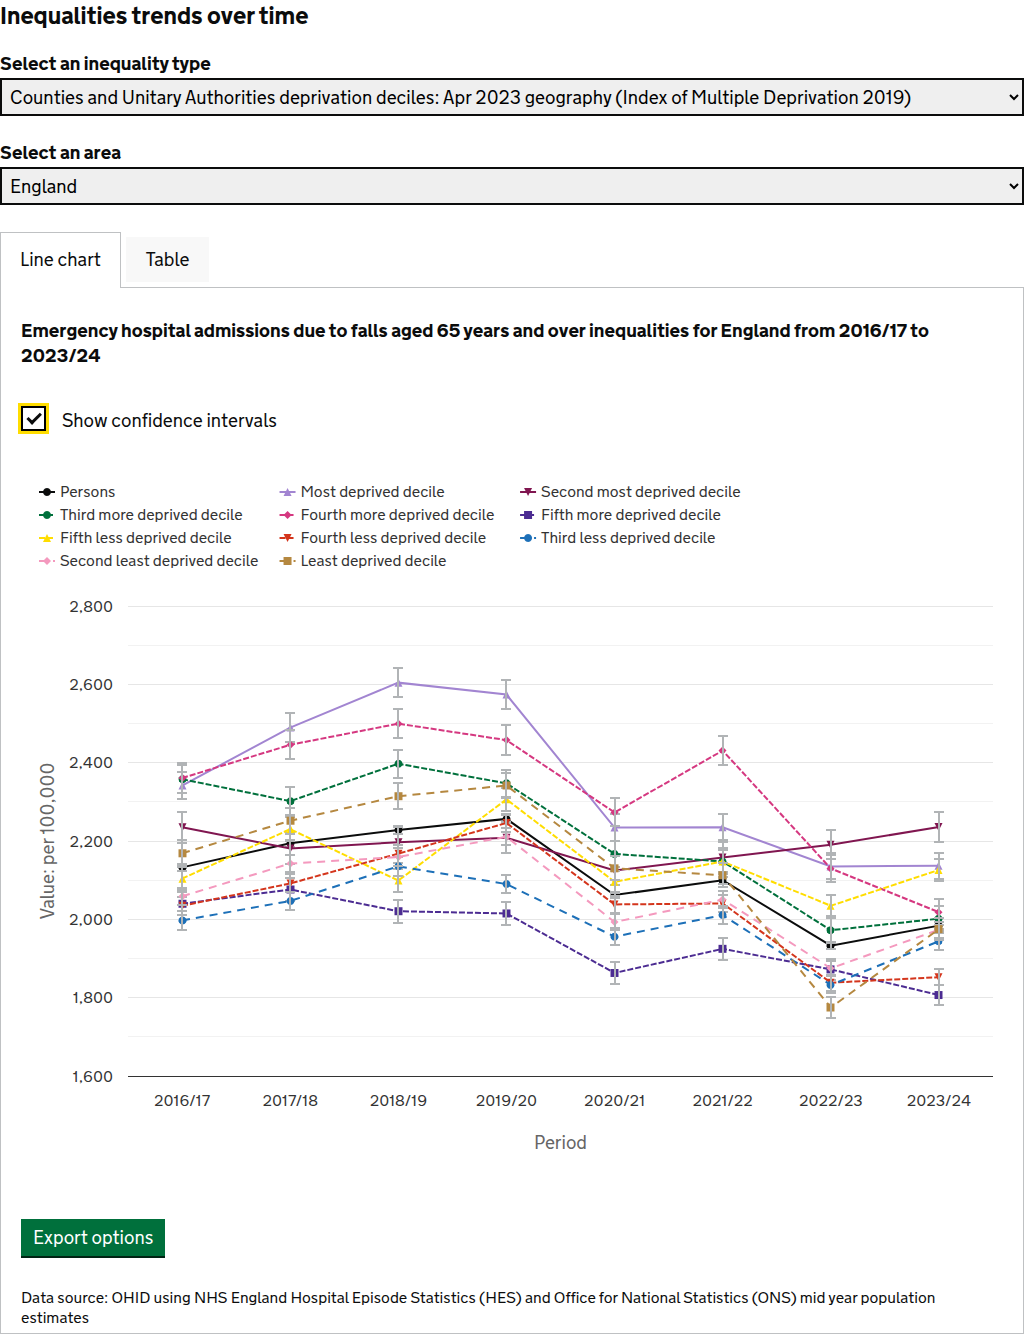 Inequalities trends over time
Select an inequality type
Counties and Unitary Authorities deprivation deciles: Apr 2023 geography (Index of Multiple Deprivation 2019)
Select an area
England
Line chart
Table
Emergency hospital admissions due to falls aged 65 years and over inequalities for England from 2016/17 to
2023/24
Show confidence intervals
Persons
Most deprived decile
Second most deprived decile
Third more deprived decile
Fourth more deprived decile
Fifth more deprived decile
Fifth less deprived decile
Fourth less deprived decile
Third less deprived decile
Second least deprived decile
Least deprived decile
Value: per 100,000
2,800
2,600
2,400
2,200
2,000
1,800
1,600
2016/17
2017/18
2018/19
2019/20
2020/21
2021/22
2022/23
2023/24
Period
Export options
Data source: OHID using NHS England Hospital Episode Statistics (HES) and Office for National Statistics (ONS) mid year population
estimates